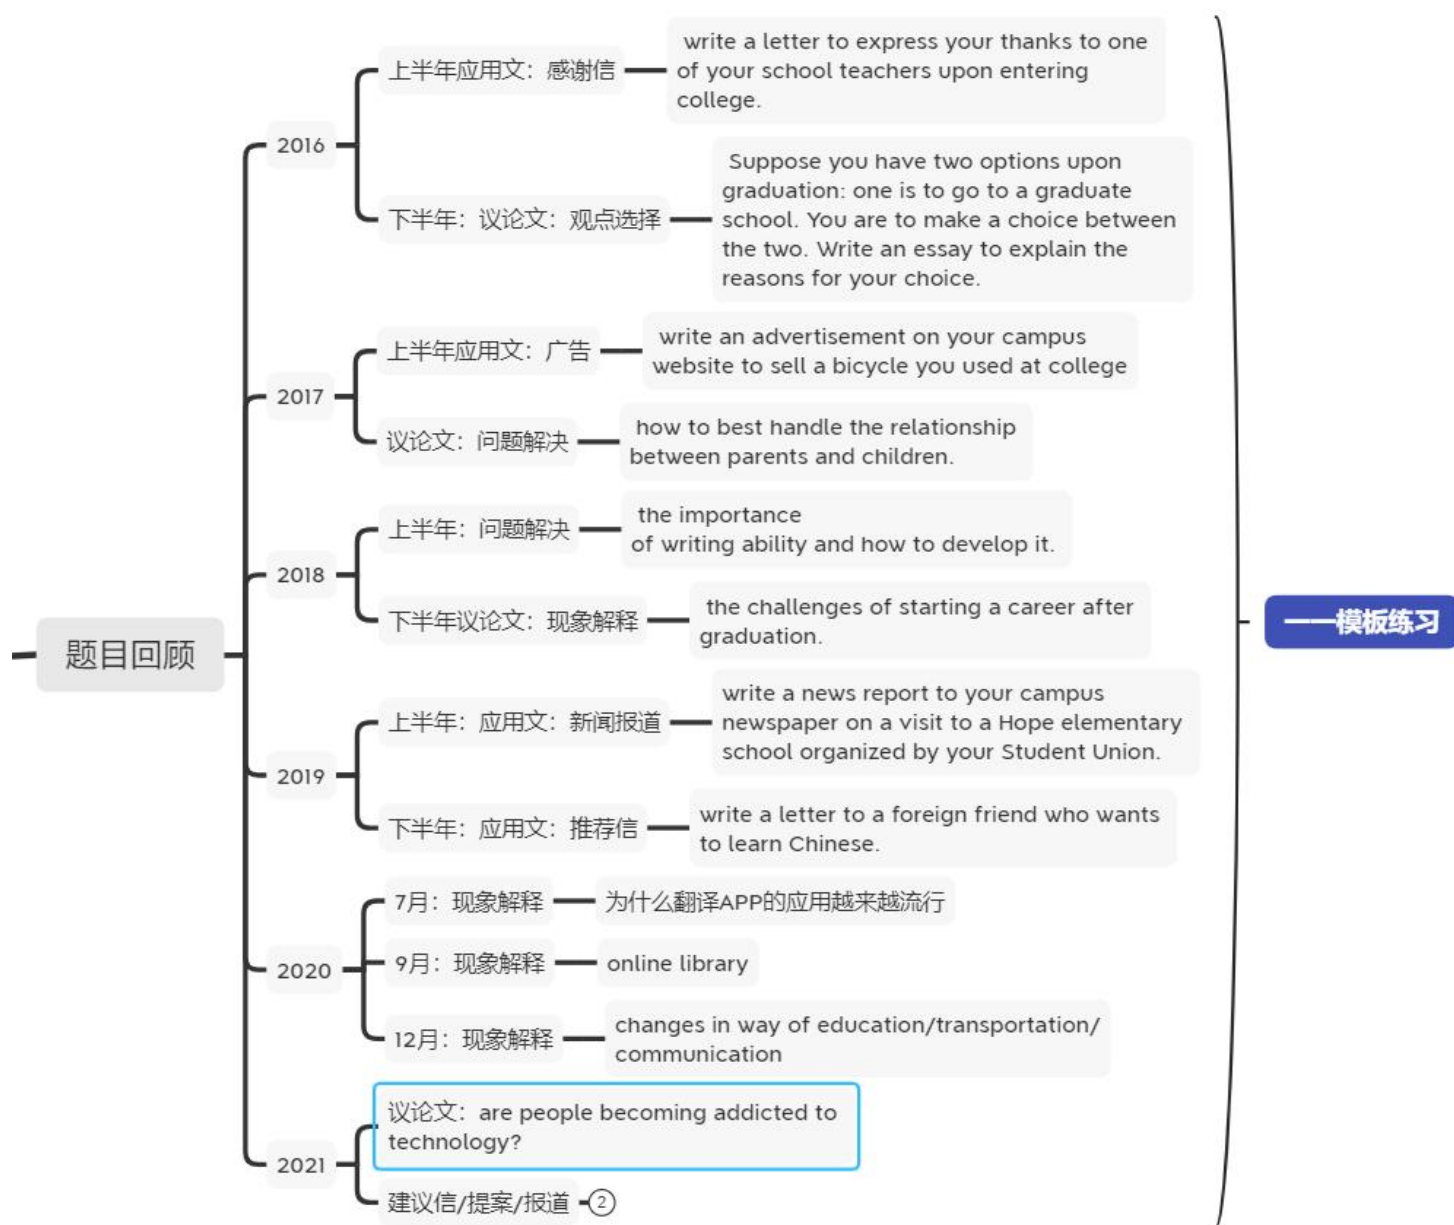 题目回顾
2016
上半年应用文：感谢信
write a letter to express your thanks to one
of your school teachers upon entering
college.
下半年：议论文：观点选择
Suppose you have two options upon
graduation: one is to go to a graduate
school. You are to make a choice between
the two. Write an essay to explain the
reasons for your choice.
2017
上半年应用文：广告
write an advertisement on your campus
website to sell a bicycle you used at college
议论文：问题解决
how to best handle the relationship
between parents and children.
2018
上半年：问题解决
the importance
of writing ability and how to develop it.
下半年议论文：现象解释
the challenges of starting a career after
graduation.
2019
上半年：应用文：新闻报道
write a news report to your campus
newspaper on a visit to a Hope elementary
school organized by your Student Union.
下半年：应用文：推荐信
write a letter to a foreign friend who wants
to learn Chinese.
2020
7月：现象解释
为什么翻译APP的应用越来越流行
9月：现象解释
online library
12月：现象解释
changes in way of education/transportation/
communication
2021
议论文：are people becoming addicted to
technology?
建议信/提案/报道
2
一一模板练习